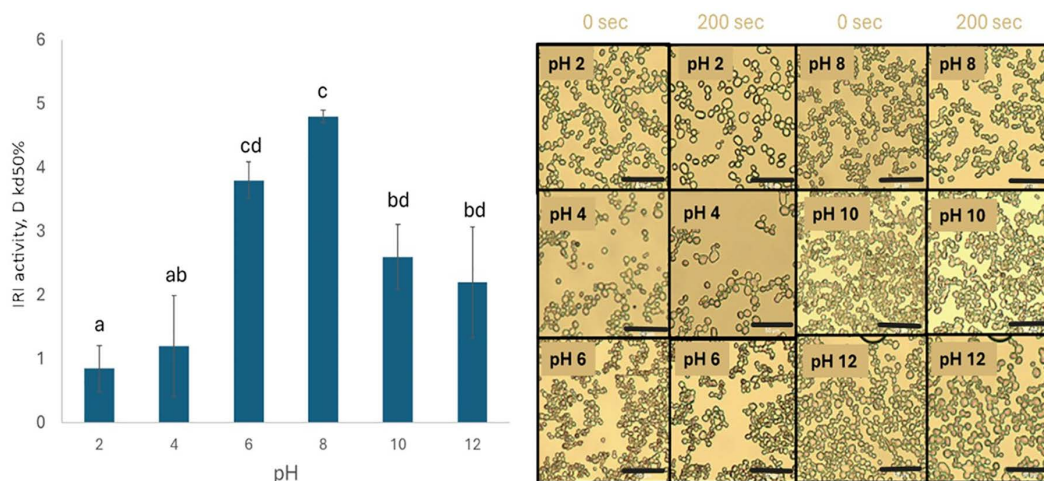 IRI activity, D kd50%
6
5
4
3
2
1
0
a
ab
cd
c
bd
bd
2 4 6 8 10 12
pH
0 sec 200 sec 0 sec 200 sec
pH 2 pH 2 pH 8 pH 8
pH 4 pH 4 pH 10 pH 10
pH 6 pH 6 pH 12 pH 12